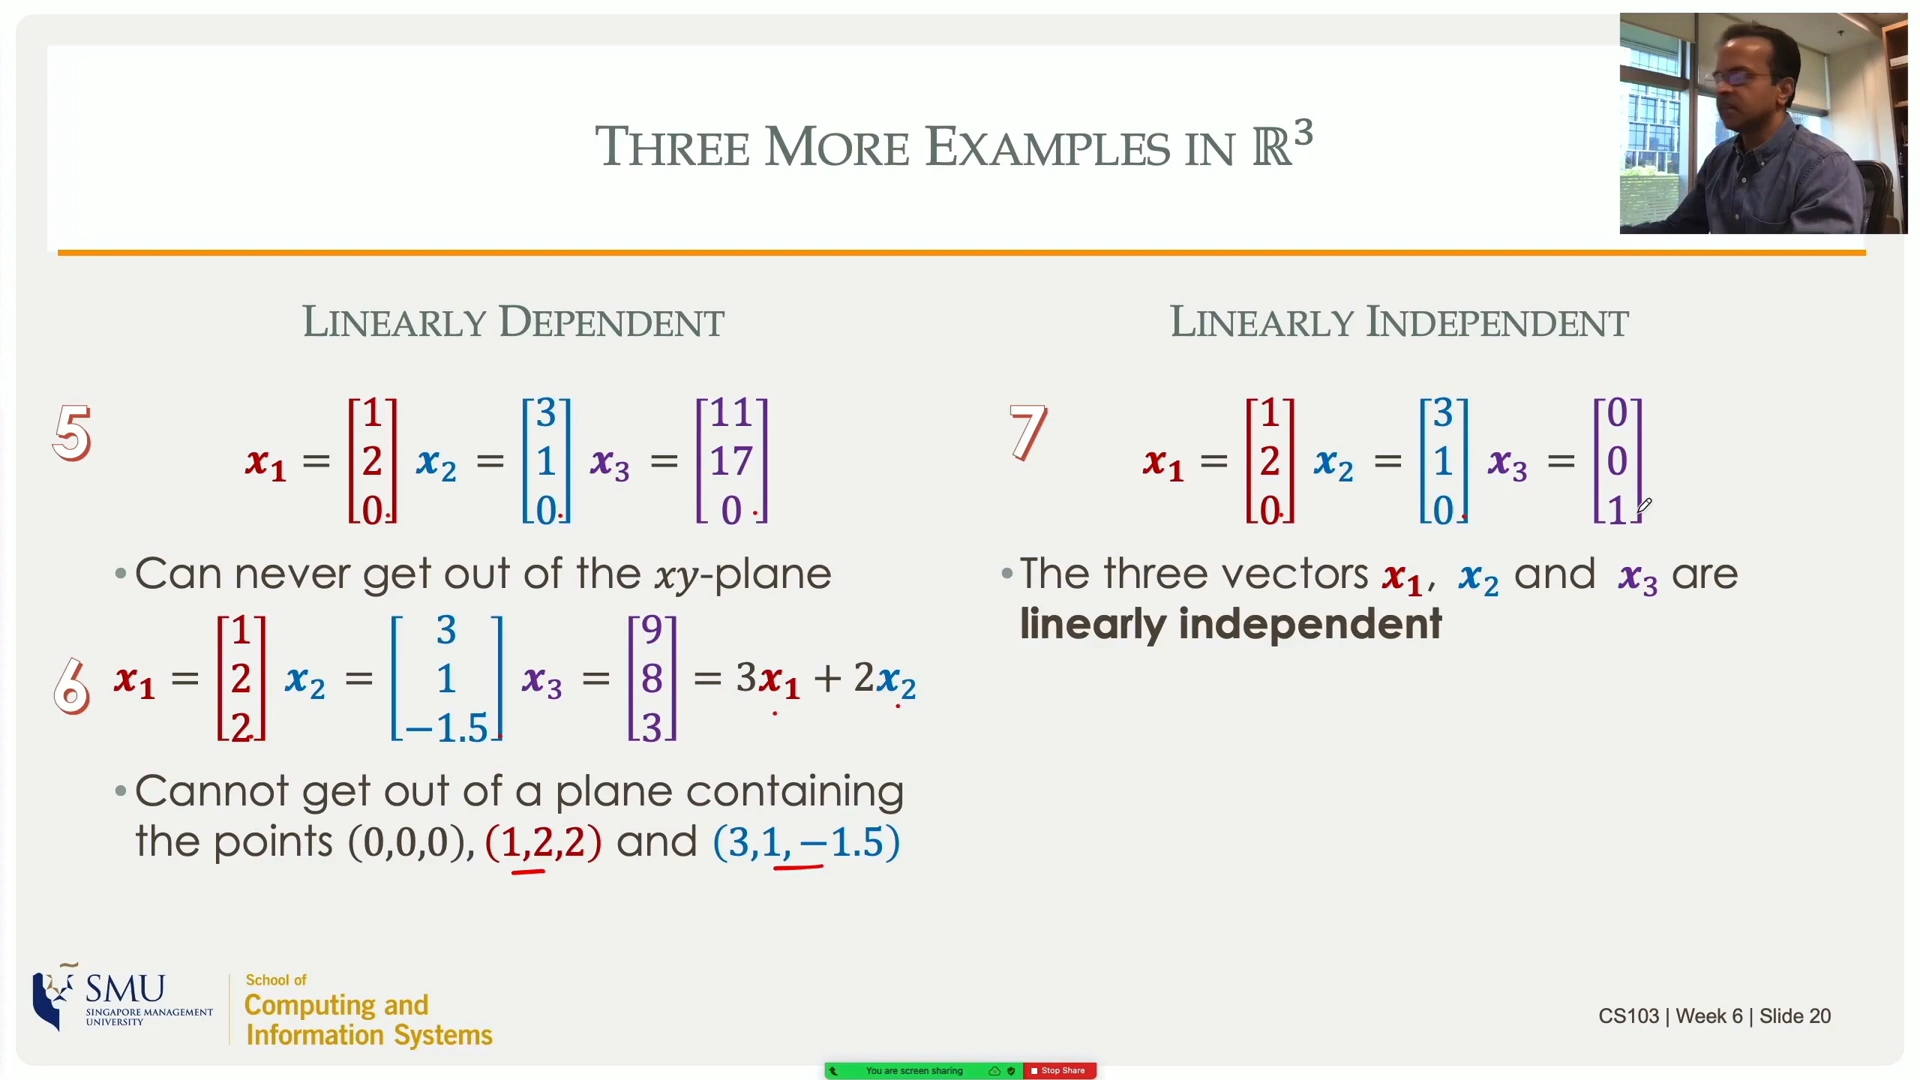 THREE MORE EXAMPLES IN ℝ³
LINEARLY DEPENDENT
5
x₁ = [1 2 0] x₂ = [3 1 0] x₃ = [11 17 0]
•Can never get out of the xy-plane
6
x₁ = [1 2 2] x₂ = [3 1 −1.5] x₃ = [9 8 3] = 3x₁ + 2x₂
•Cannot get out of a plane containing
the points (0,0,0), (1,2,2) and (3,1,−1.5)
LINEARLY INDEPENDENT
7
x₁ = [1 2 0] x₂ = [3 1 0] x₃ = [0 0 1]
•The three vectors x₁, x₂ and x₃ are
linearly independent
SMU
SINGAPORE MANAGEMENT
UNIVERSITY
School of
Computing and
Information Systems
CS103 | Week 6 | Slide 20
You are screen sharing
Stop Share